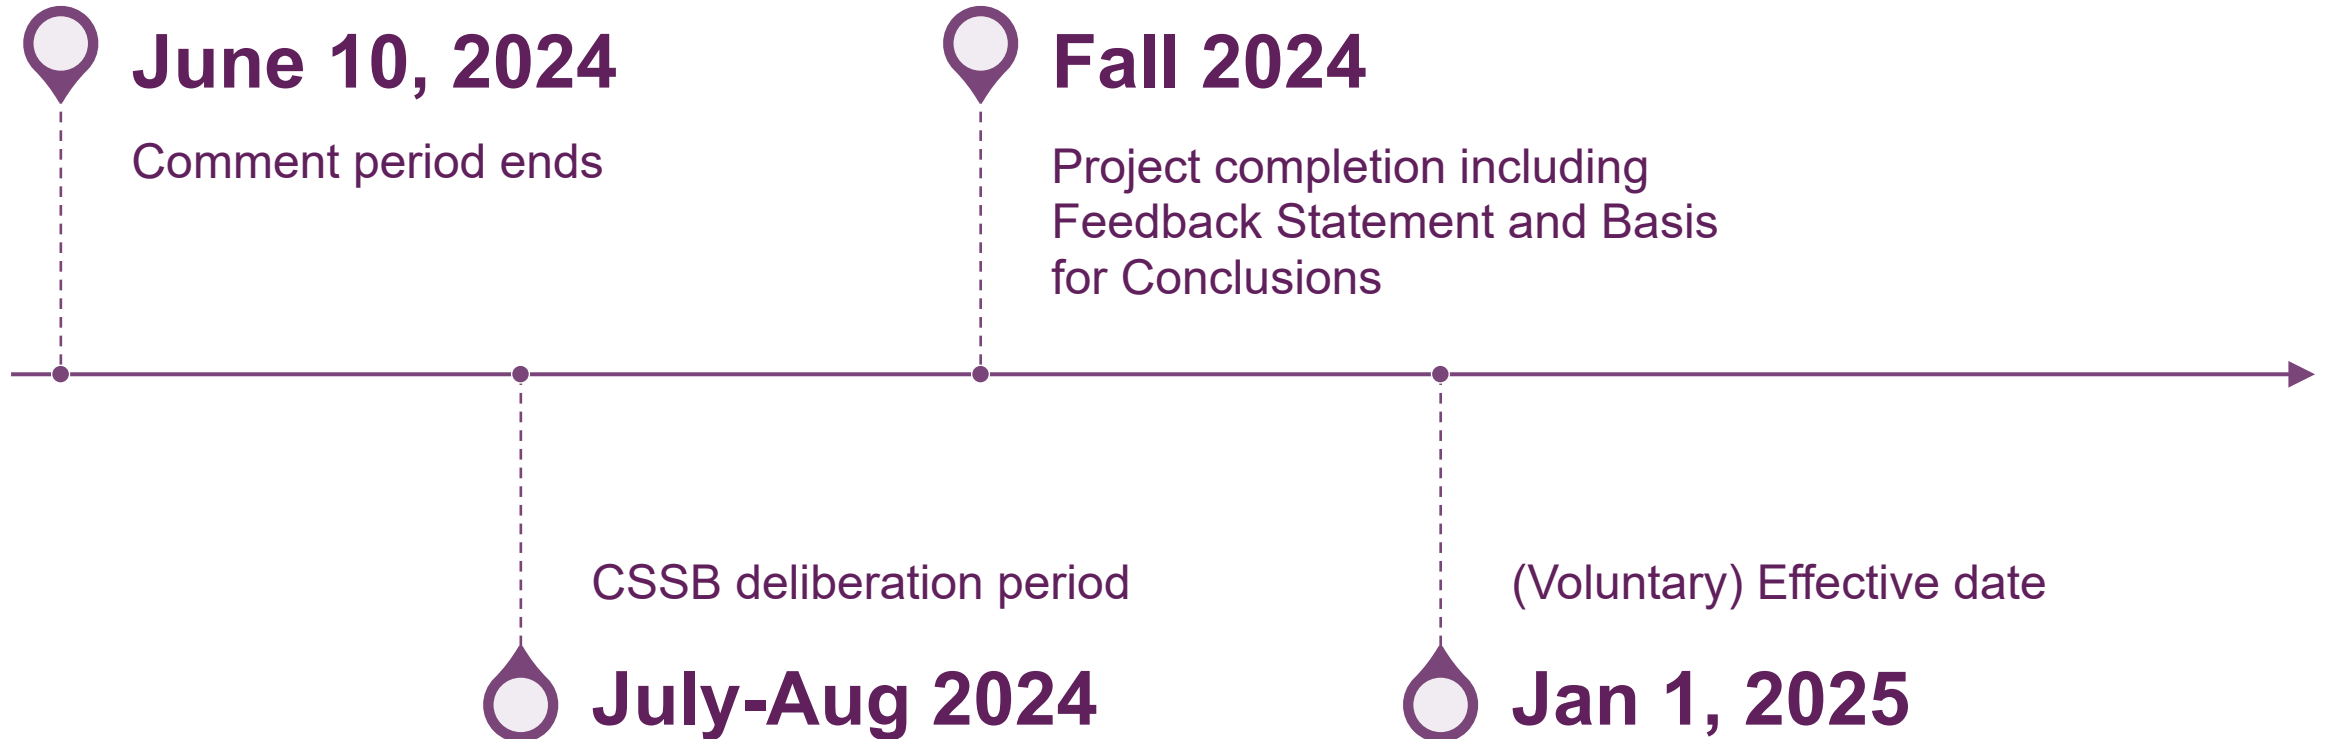 June 10, 2024
Comment period ends
Fall 2024
Project completion including
Feedback Statement and Basis
for Conclusions
CSSB deliberation period
July-Aug 2024
(Voluntary) Effective date
Jan 1, 2025